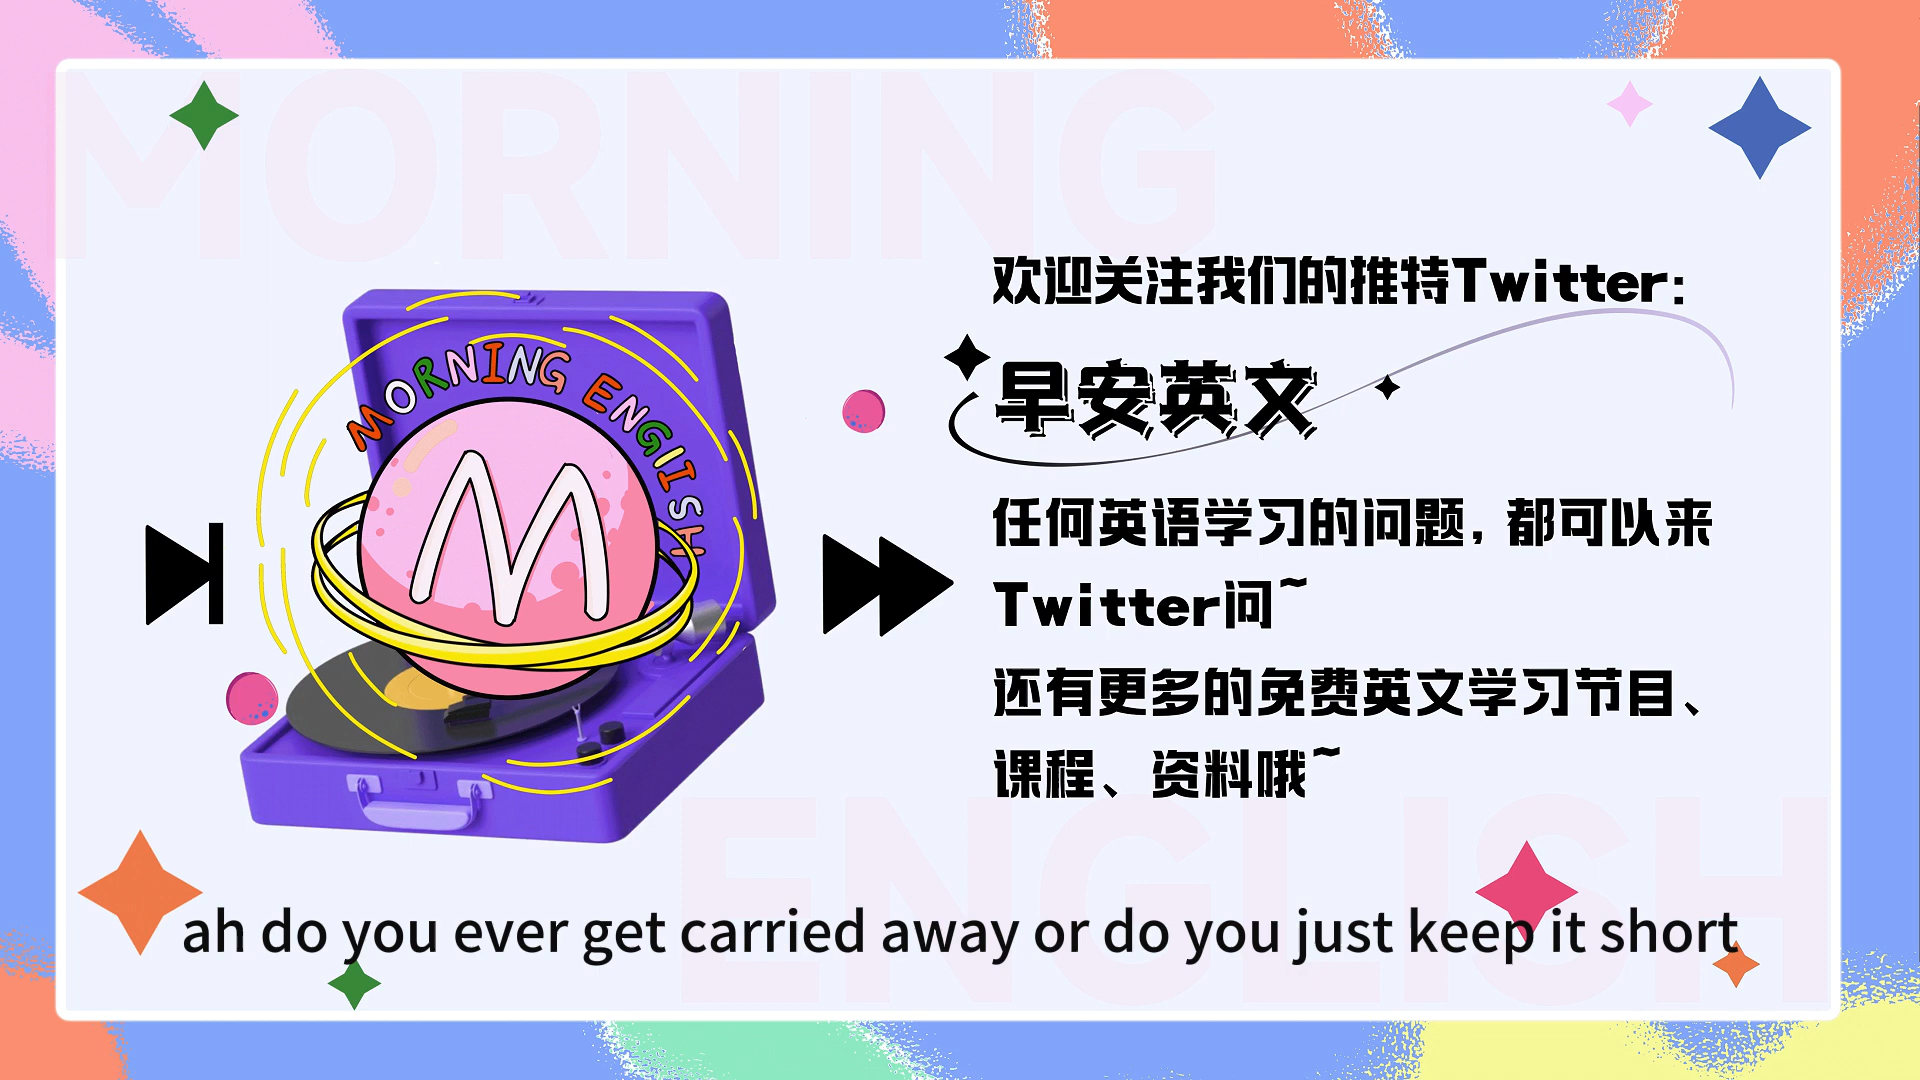 MORNING
欢迎关注我们的推特Twitter:
早安英文
MORNING ENGLISH
M
任何英语学习的问题,都可以来
Twitter问~
还有更多的免费英文学习节目、
课程、资料哦~
ENGLISH
ah do you ever get carried away or do you just keep it short